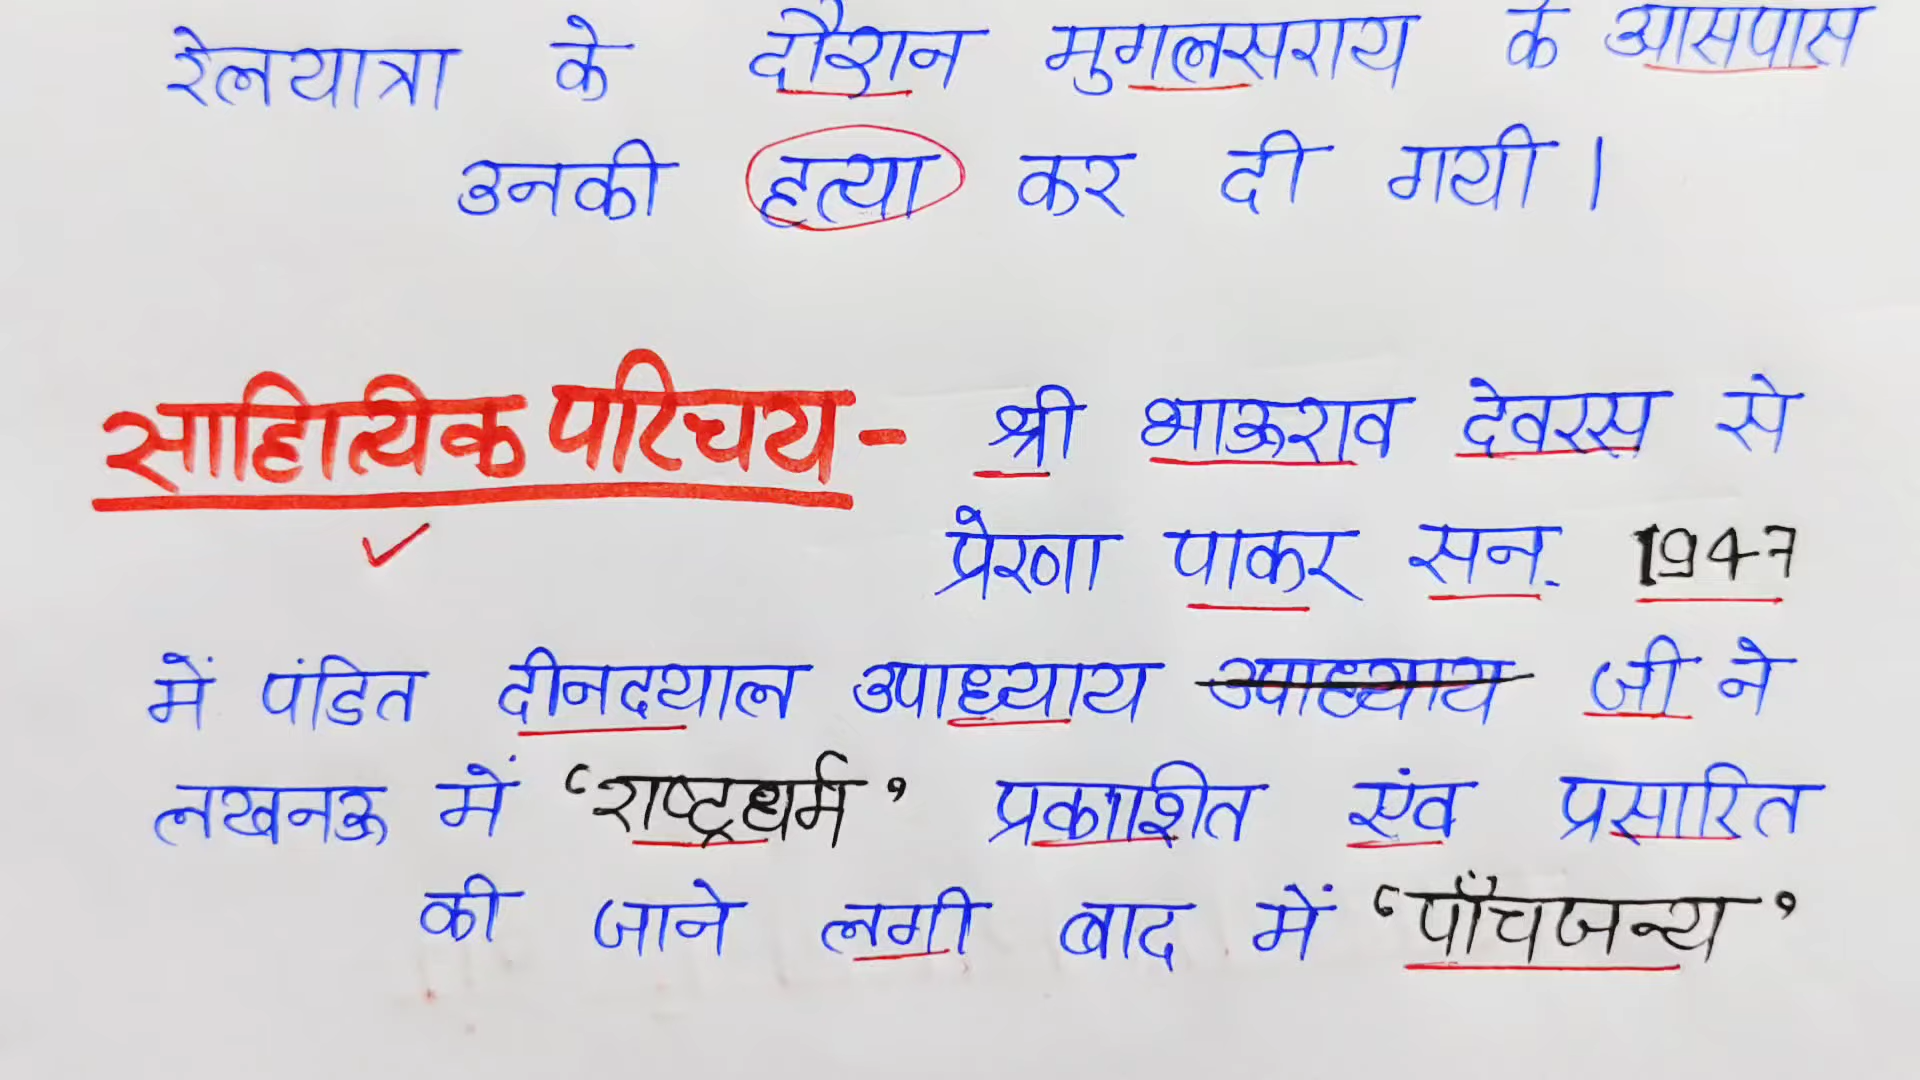 रेलयात्रा के दौरान मुगलसराय के आसपास
उनकी हत्या कर दी गयी ।
साहित्यिक परिचय - श्री भाऊराव देवरस से
प्रेरणा पाकर सन् 1947
में पंडित दीनदयाल उपाध्याय उपाध्याय जी ने
लखनऊ में ‘राष्ट्रधर्म’ प्रकाशित एंव प्रसारित
की जाने लगी बाद में ‘पाँचजन्य’